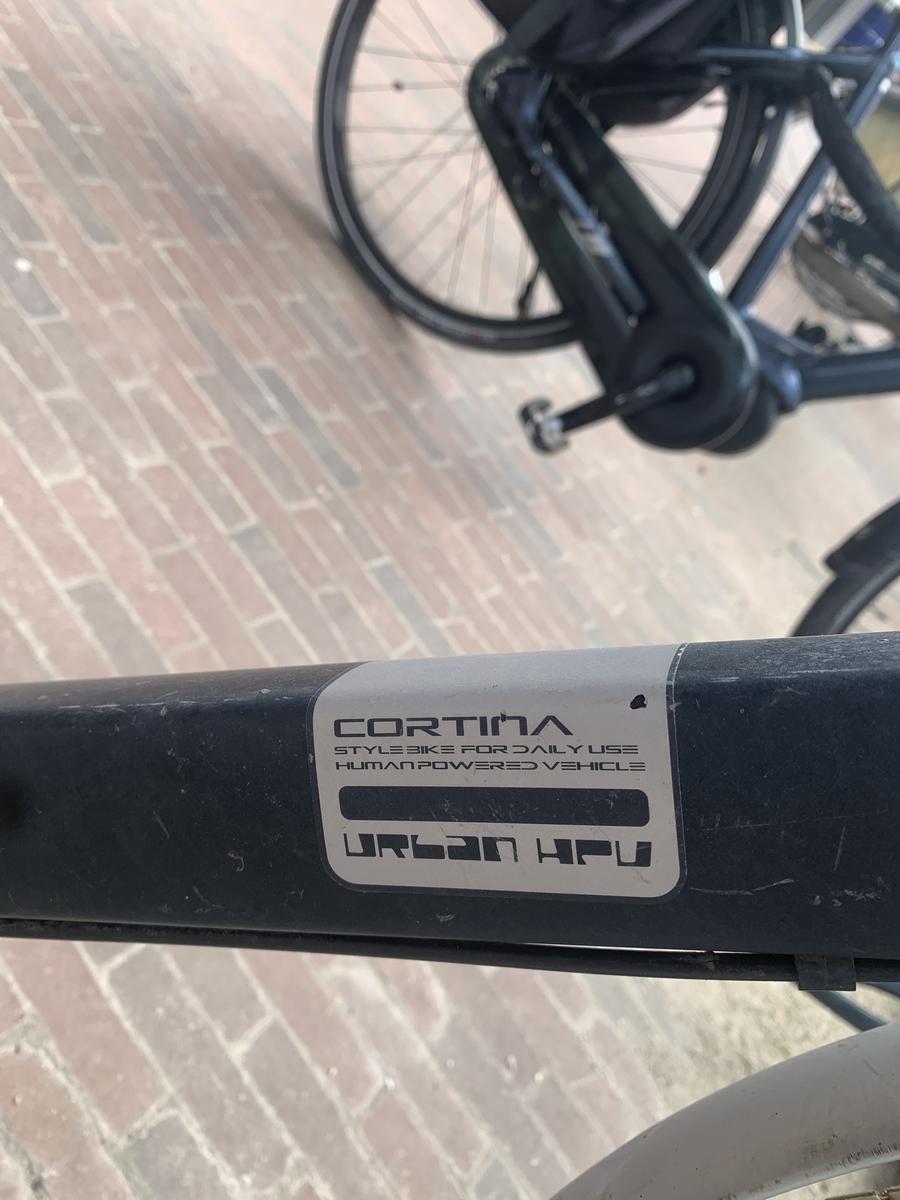 CORTINA
STYLE BIKE FOR DAILY USE
HUMAN POWERED VEHICLE
URBAN HPV